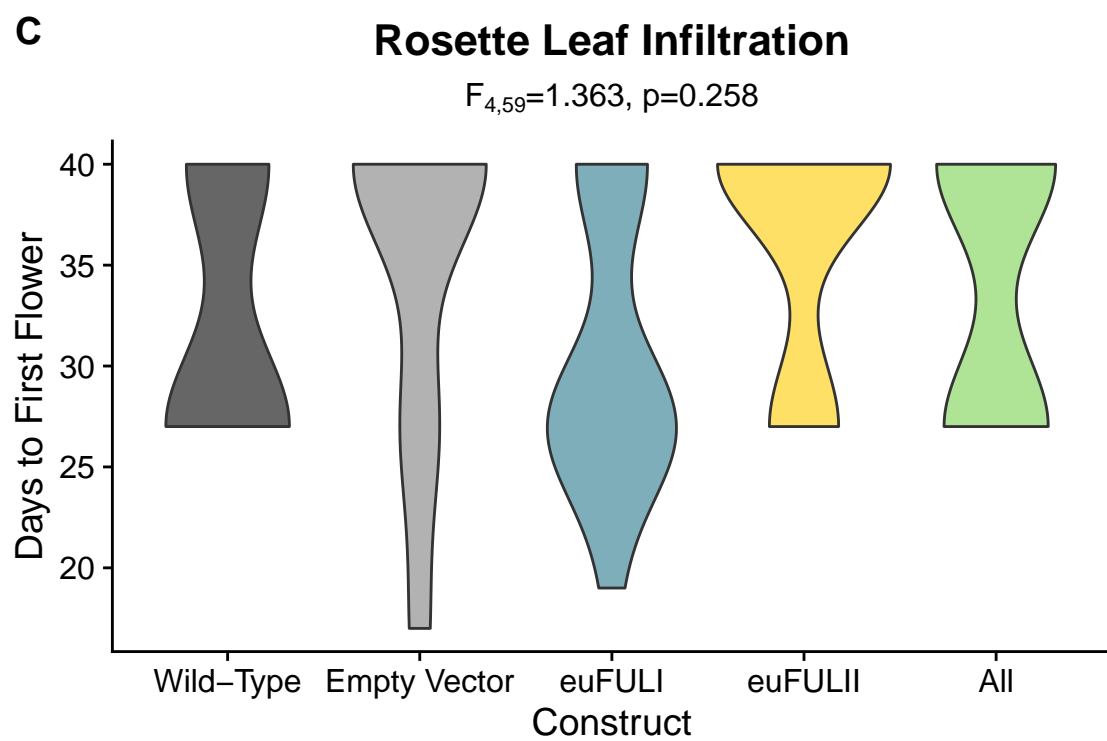 C
Rosette Leaf Infiltration
F4,59=1.363, p=0.258
Days to First Flower
40
35
30
25
20
Wild−Type Empty Vector euFULI euFULII All
Construct